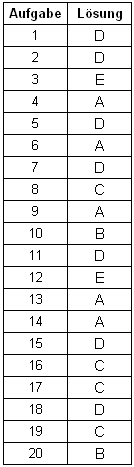 Aufgabe Lösung
1 D
2 D
3 E
4 A
5 D
6 A
7 D
8 C
9 A
10 B
11 D
12 E
13 A
14 A
15 D
16 C
17 C
18 D
19 C
20 B